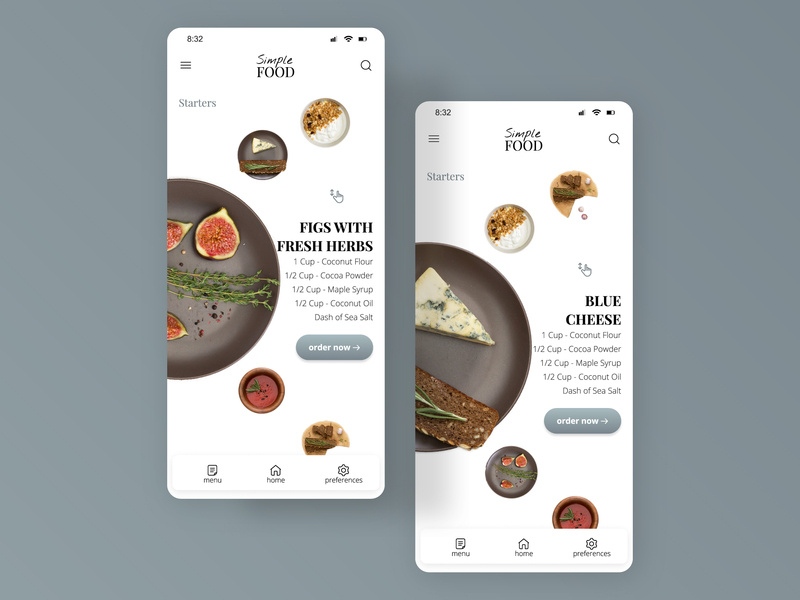 8:32
Simple
FOOD
Starters
FIGS WITH
FRESH HERBS
1 Cup - Coconut Flour
1/2 Cup - Cocoa Powder
1/2 Cup - Maple Syrup
1/2 Cup - Coconut Oil
Dash of Sea Salt
order now →
menu
home
preferences
8:32
Simple
FOOD
Starters
BLUE
CHEESE
1 Cup - Coconut Flour
1/2 Cup - Cocoa Powder
1/2 Cup - Maple Syrup
1/2 Cup - Coconut Oil
Dash of Sea Salt
order now →
menu
home
preferences